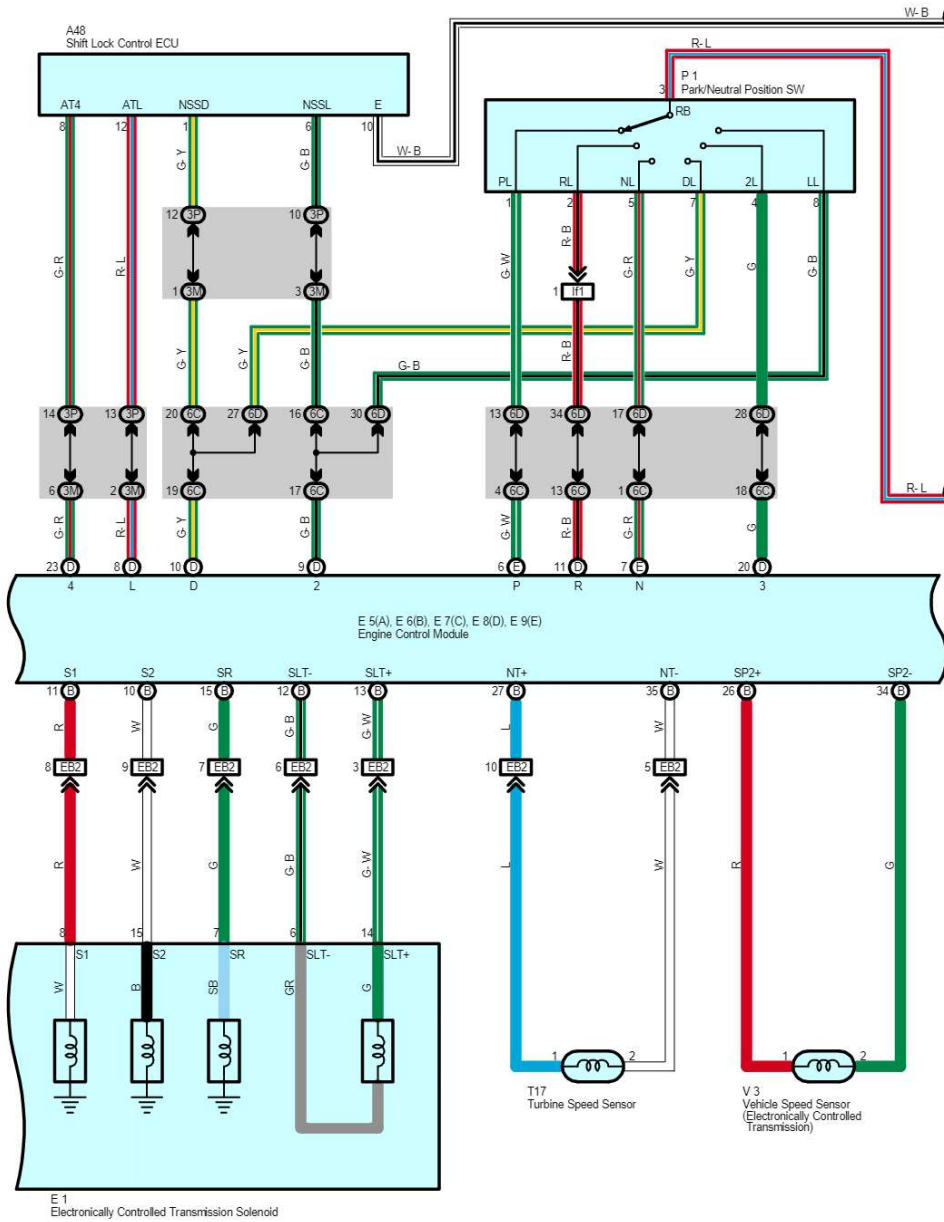 W- B
A48
Shift Lock Control ECU
R- L
P 1
3 Park/Neutral Position SW
AT4 ATL NSSD NSSL E
RB
8 12 1 6 10
W- B
G- Y G- B
PL RL NL DL 2L LL
1 2 5 7 4 8
12 3P 10 3P
G- R R- L
G- W R- B G- R G- Y G G- B
1 3M 3 3M
1 If1
G- Y G- Y G- B
R- B
G- B
14 3P 13 3P 20 6C 27 6D 16 6C 30 6D 13 6D 34 6D 17 6D 28 6D
6 3M 2 3M 19 6C 17 6C 4 6C 13 6C 1 6C 18 6C
R- L
G- R R- L G- Y G- B G- W R- B G- R G
23 D 8 D 10 D 9 D 6 E 11 D 7 E 20 D
4 L D 2 P R N 3
E 5(A), E 6(B), E 7(C), E 8(D), E 9(E)
Engine Control Module
S1 S2 SR SLT- SLT+ NT+ NT- SP2+ SP2-
11 B 10 B 15 B 12 B 13 B 27 B 35 B 26 B 34 B
R W G G- B G- W L W
8 EB2 9 EB2 7 EB2 6 EB2 3 EB2 10 EB2 5 EB2
R W G G- B G- W L W R G
8 15 7 6 14
S1 S2 SR SLT- SLT+
W B SB GR G
1 2 1 2
T17
Turbine Speed Sensor
V 3
Vehicle Speed Sensor
(Electronically Controlled
Transmission)
E 1
Electronically Controlled Transmission Solenoid